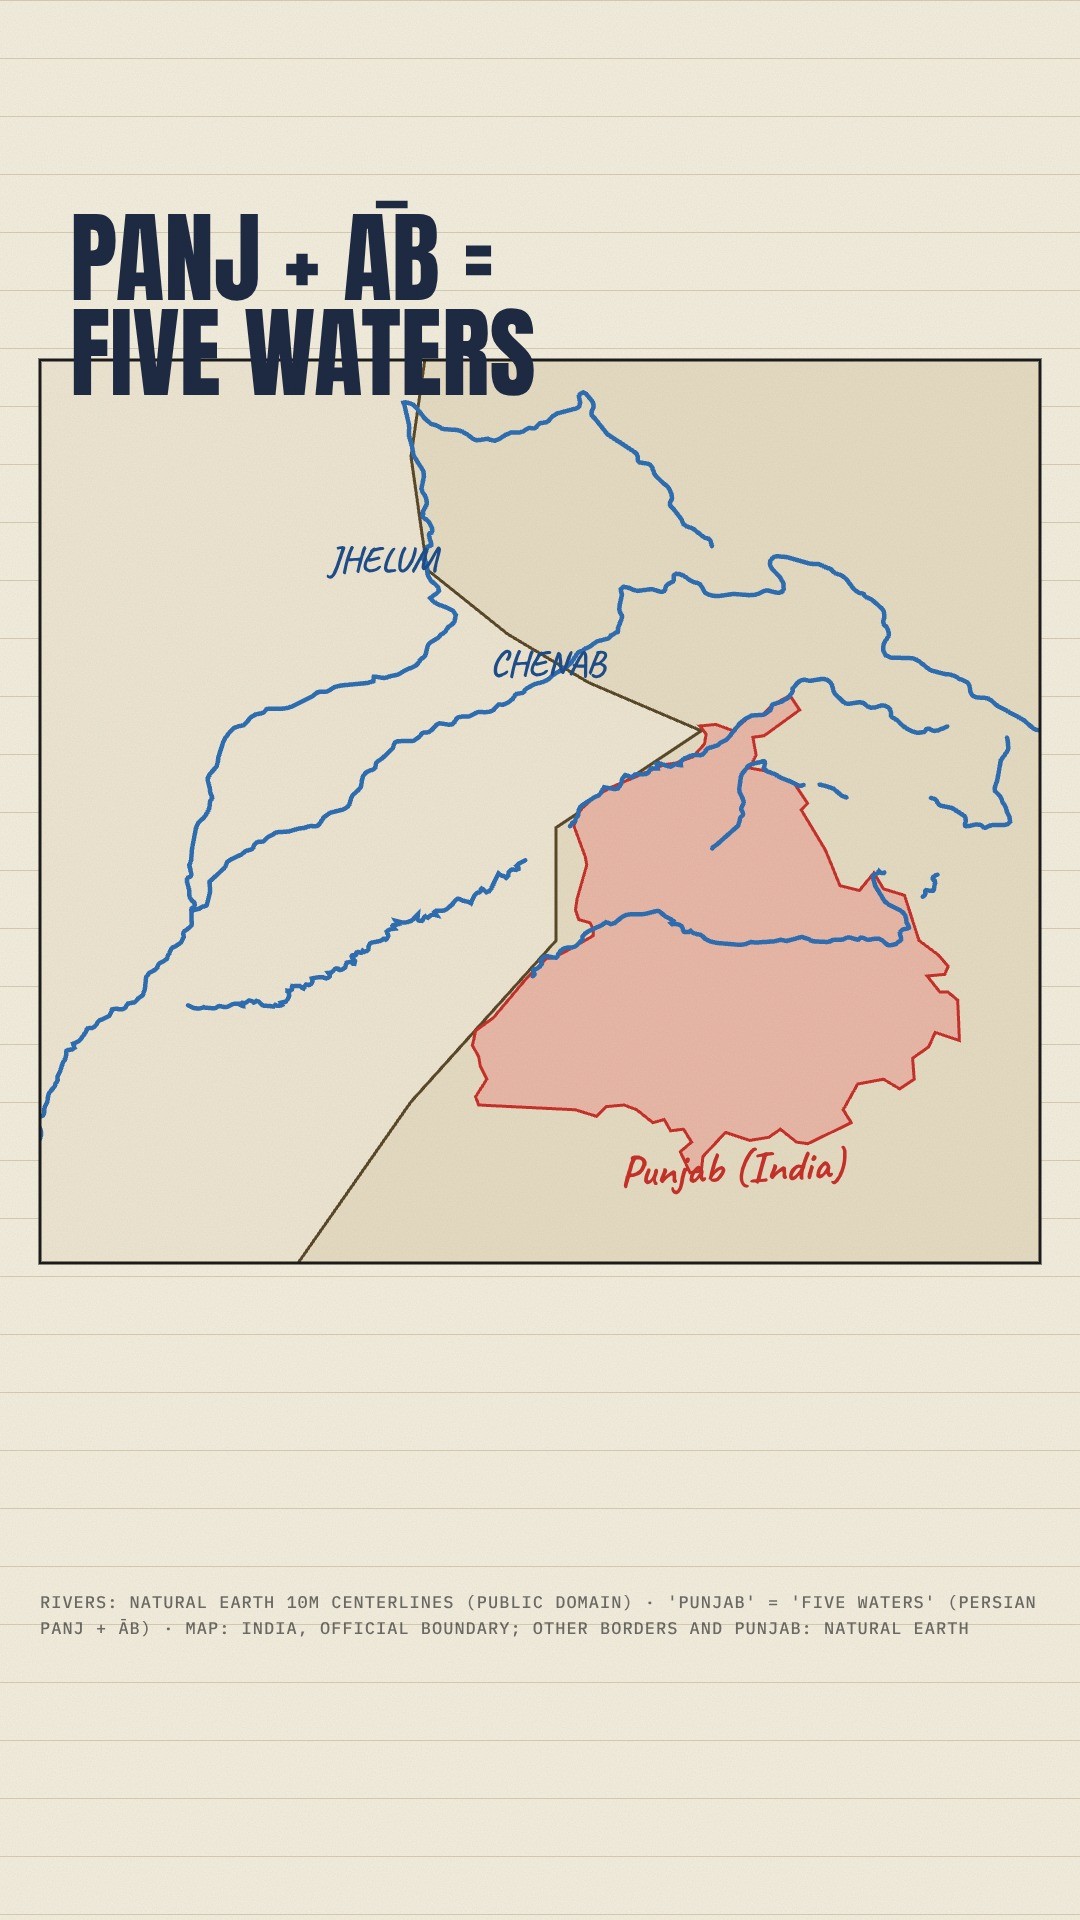 PANJ + ĀB =
FIVE WATERS
JHELUM
CHENAB
Punjab (India)
RIVERS: NATURAL EARTH 10M CENTERLINES (PUBLIC DOMAIN) · 'PUNJAB' = 'FIVE WATERS' (PERSIAN
PANJ + ĀB) · MAP: INDIA, OFFICIAL BOUNDARY; OTHER BORDERS AND PUNJAB: NATURAL EARTH